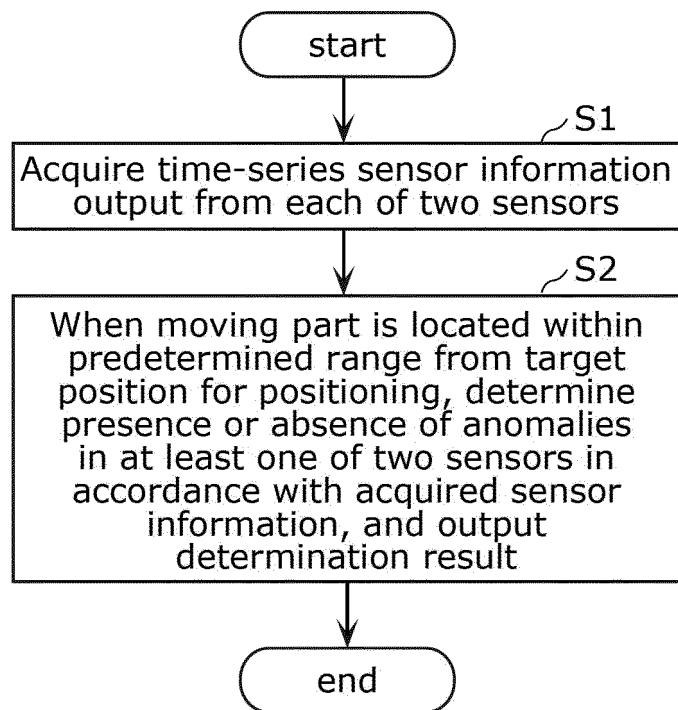 start
S1
Acquire time-series sensor information
output from each of two sensors
S2
When moving part is located within
predetermined range from target
position for positioning, determine
presence or absence of anomalies
in at least one of two sensors in
accordance with acquired sensor
information, and output
determination result
end